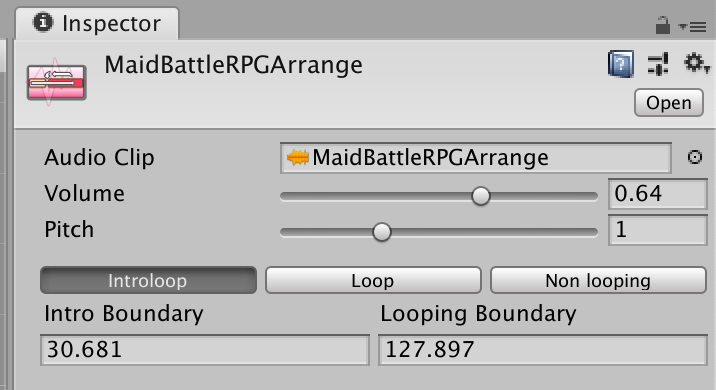 Inspector
MaidBattleRPGArrange
Open
Audio Clip MaidBattleRPGArrange
Volume 0.64
Pitch 1
Introloop Loop Non looping
Intro Boundary Looping Boundary
30.681 127.897